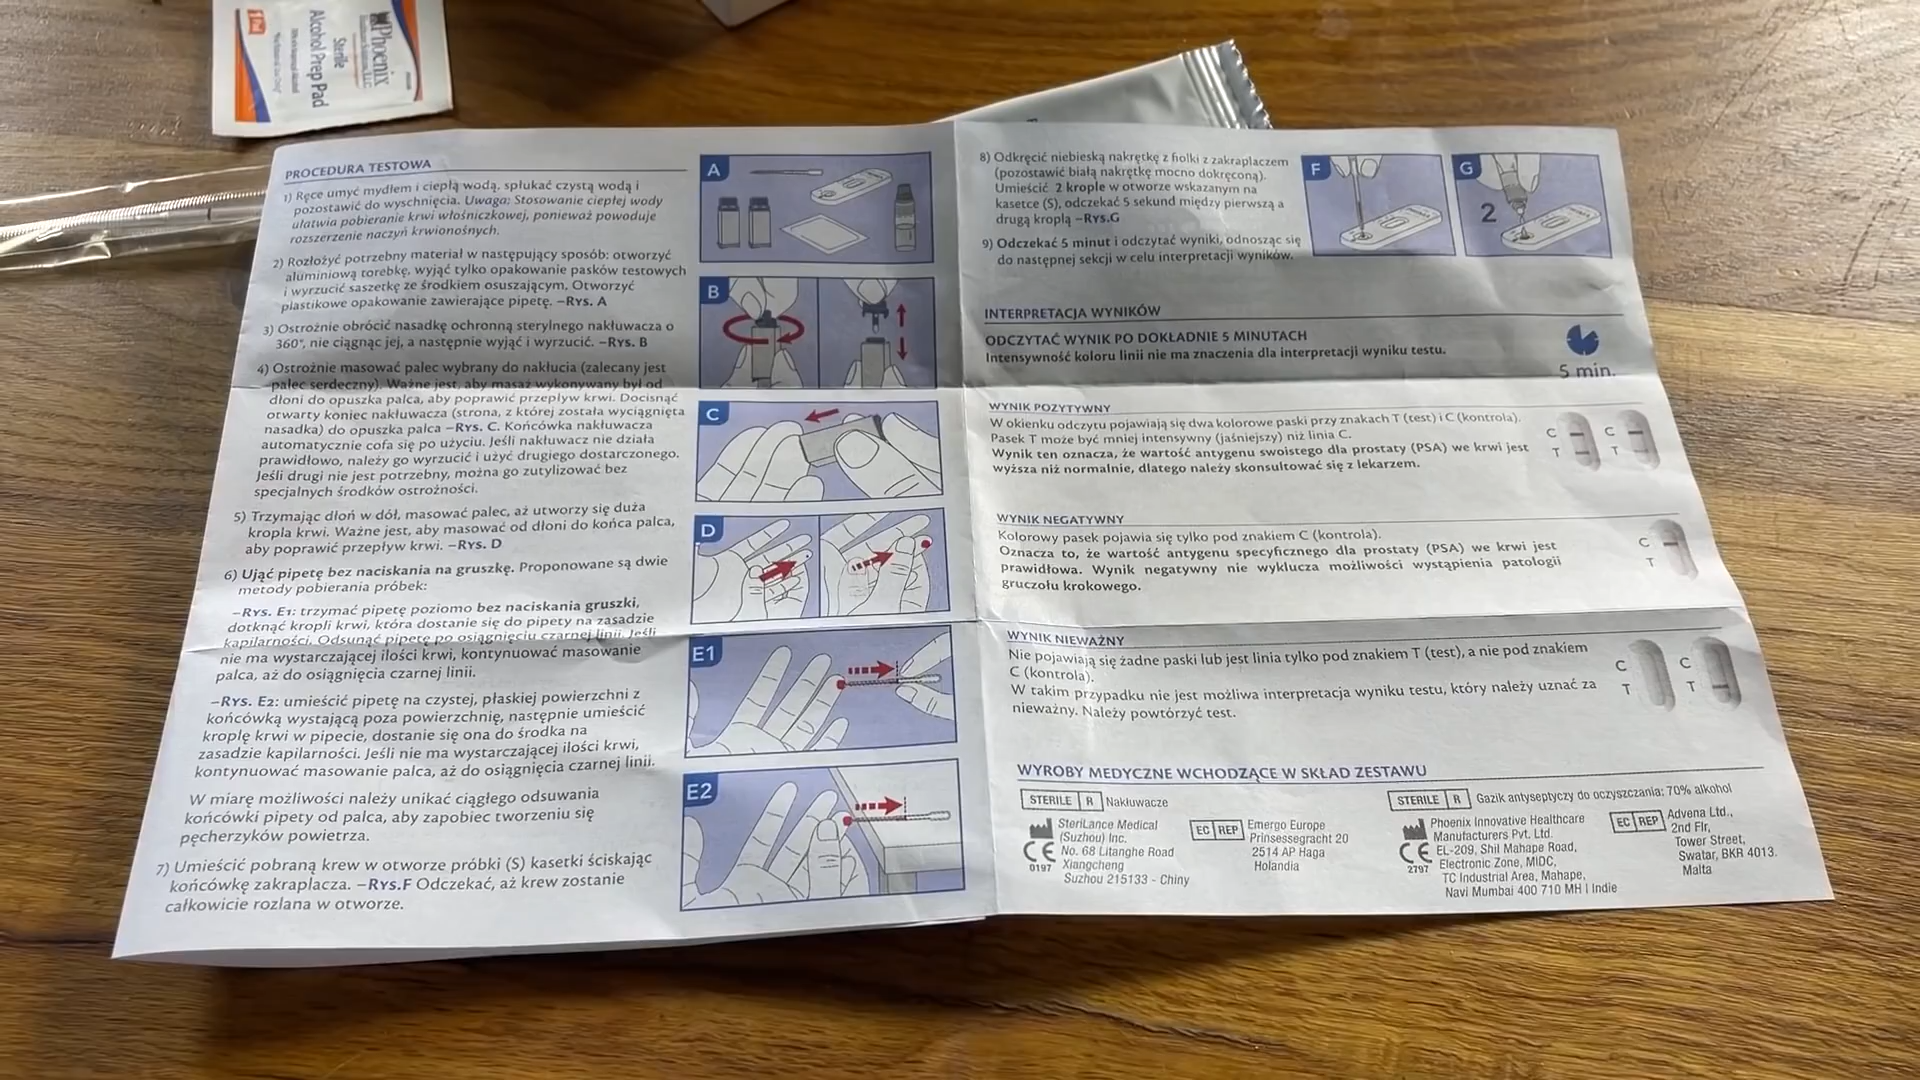 Phoenix
Sterile
Alcohol Prep Pad
PROCEDURA TESTOWA
1) Ręce umyć mydłem i ciepłą wodą, spłukać czystą wodą i
pozostawić do wyschnięcia. Uwaga: Stosowanie ciepłej wody
ułatwia pobieranie krwi włośniczkowej, ponieważ powoduje
rozszerzenie naczyń krwionośnych.
2) Rozłożyć potrzebny materiał w następujący sposób: otworzyć
aluminiową torebkę, wyjąć tylko opakowanie pasków testowych
i wyrzucić saszetkę ze środkiem osuszającym, Otworzyć
plastikowe opakowanie zawierające pipetę. –Rys. A
3) Ostrożnie obrócić nasadkę ochronną sterylnego nakłuwacza o
360°, nie ciągnąc jej, a następnie wyjąć i wyrzucić. –Rys. B
4) Ostrożnie masować palec wybrany do nakłucia (zalecany jest
palec serdeczny). Ważne jest, aby masaż wykonywany był od
dłoni do opuszka palca, aby poprawić przepływ krwi. Docisnąć
otwarty koniec nakłuwacza (strona, z której została wyciągnięta
nasadka) do opuszka palca –Rys. C. Końcówka nakłuwacza
automatycznie cofa się po użyciu. Jeśli nakłuwacz nie działa
prawidłowo, należy go wyrzucić i użyć drugiego dostarczonego.
Jeśli drugi nie jest potrzebny, można go zutylizować bez
specjalnych środków ostrożności.
5) Trzymając dłoń w dół, masować palec, aż utworzy się duża
kropla krwi. Ważne jest, aby masować od dłoni do końca palca,
aby poprawić przepływ krwi. –Rys. D
6) Ująć pipetę bez naciskania na gruszkę. Proponowane są dwie
metody pobierania próbek:
–Rys. E1: trzymać pipetę poziomo bez naciskania gruszki,
dotknąć kropli krwi, która dostanie się do pipety na zasadzie
kapilarności. Odsunąć pipetę po osiągnięciu czarnej linii. Jeśli
nie ma wystarczającej ilości krwi, kontynuować masowanie
palca, aż do osiągnięcia czarnej linii.
–Rys. E2: umieścić pipetę na czystej, płaskiej powierzchni z
końcówką wystającą poza powierzchnię, następnie umieścić
kroplę krwi w pipecie, dostanie się ona do środka na
zasadzie kapilarności. Jeśli nie ma wystarczającej ilości krwi,
kontynuować masowanie palca, aż do osiągnięcia czarnej linii.
W miarę możliwości należy unikać ciągłego odsuwania
końcówki pipety od palca, aby zapobiec tworzeniu się
pęcherzyków powietrza.
7) Umieścić pobraną krew w otworze próbki (S) kasetki ściskając
końcówkę zakraplacza. –Rys.F Odczekać, aż krew zostanie
całkowicie rozlana w otworze.
A
B
C
D
E1
E2
8) Odkręcić niebieską nakrętkę z fiolki z zakraplaczem
(pozostawić białą nakrętkę mocno dokręconą).
Umieścić 2 krople w otworze wskazanym na
kasetce (S), odczekać 5 sekund między pierwszą a
drugą kroplą –Rys.G
9) Odczekać 5 minut i odczytać wyniki, odnosząc się
do następnej sekcji w celu interpretacji wyników.
F
G
2
INTERPRETACJA WYNIKÓW
ODCZYTAĆ WYNIK PO DOKŁADNIE 5 MINUTACH
Intensywność koloru linii nie ma znaczenia dla interpretacji wyniku testu.
5 min.
WYNIK POZYTYWNY
W okienku odczytu pojawiają się dwa kolorowe paski przy znakach T (test) i C (kontrola).
Pasek T może być mniej intensywny (jaśniejszy) niż linia C.
Wynik ten oznacza, że wartość antygenu swoistego dla prostaty (PSA) we krwi jest
wyższa niż normalnie, dlatego należy skonsultować się z lekarzem.
C C
T T
WYNIK NEGATYWNY
Kolorowy pasek pojawia się tylko pod znakiem C (kontrola).
Oznacza to, że wartość antygenu specyficznego dla prostaty (PSA) we krwi jest
prawidłowa. Wynik negatywny nie wyklucza możliwości wystąpienia patologii
gruczołu krokowego.
C
T
WYNIK NIEWAŻNY
Nie pojawiają się żadne paski lub jest linia tylko pod znakiem T (test), a nie pod znakiem
C (kontrola).
W takim przypadku nie jest możliwa interpretacja wyniku testu, który należy uznać za
nieważny. Należy powtórzyć test.
C C
T T
WYROBY MEDYCZNE WCHODZĄCE W SKŁAD ZESTAWU
STERILE R Nakłuwacze
SteriLance Medical
(Suzhou) Inc.
No. 68 Litanghe Road
Xiangcheng
Suzhou 215133 - Chiny
CE
0197
EC REP
Emergo Europe
Prinsessegracht 20
2514 AP Haga
Holandia
STERILE R Gazik antyseptyczy do oczyszczania: 70% alkohol
Phoenix Innovative Healthcare
Manufacturers Pvt. Ltd.
EL-209, Shil Mahape Road,
Electronic Zone, MIDC,
TC Industrial Area, Mahape,
Navi Mumbai 400 710 MH | Indie
CE
2797
EC REP
Advena Ltd.,
2nd Flr,
Tower Street,
Swatar, BKR 4013.
Malta